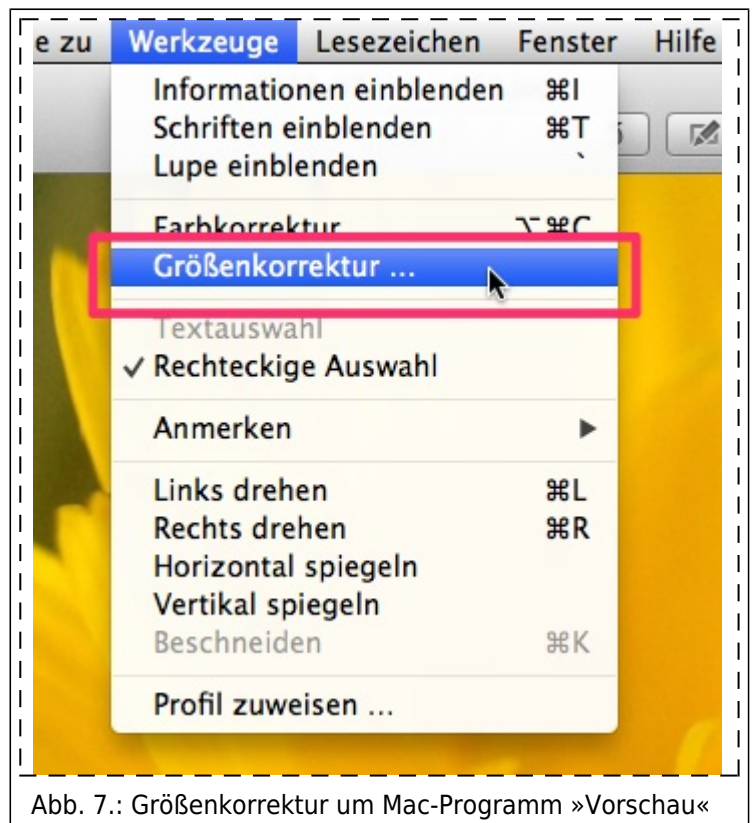 e zu Werkzeuge Lesezeichen Fenster Hilfe
Informationen einblenden ⌘I
Schriften einblenden ⌘T
Lupe einblenden `
Farbkorrektur ⌥⌘C
Größenkorrektur ...
Textauswahl
✓ Rechteckige Auswahl
Anmerken ▶
Links drehen ⌘L
Rechts drehen ⌘R
Horizontal spiegeln
Vertikal spiegeln
Beschneiden ⌘K
Profil zuweisen ...
Abb. 7.: Größenkorrektur um Mac-Programm »Vorschau«